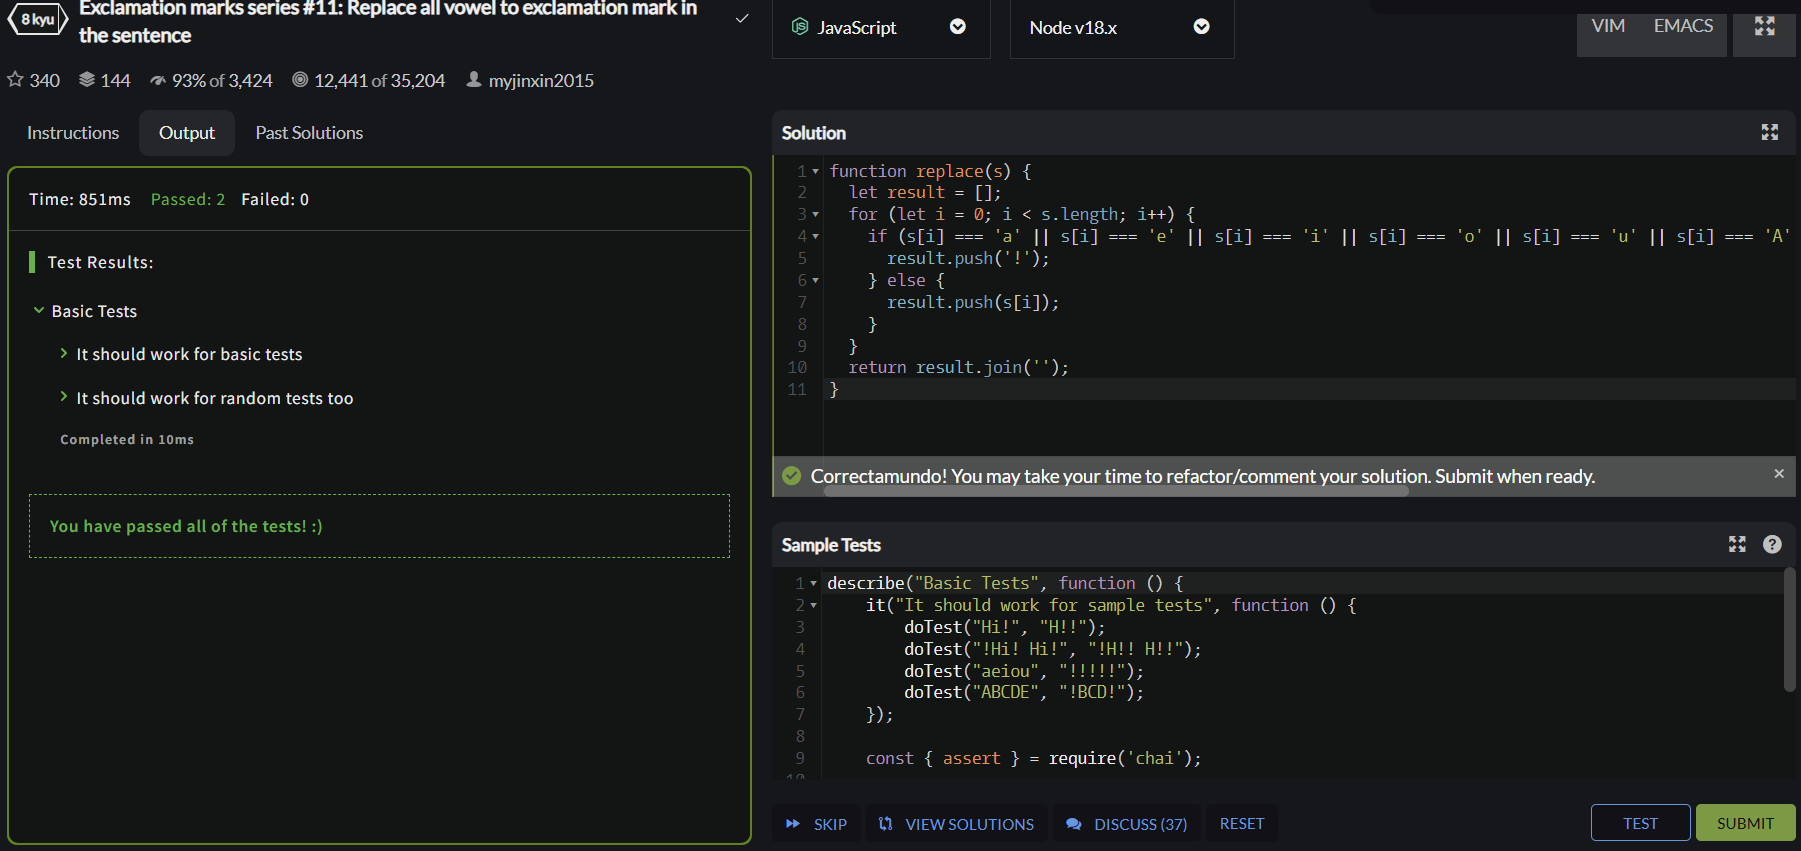 8 kyu
Exclamation marks series #11: Replace all vowel to exclamation mark in
the sentence
340 144 93% of 3,424 12,441 of 35,204 myjinxin2015
JavaScript
Node v18.x
VIM EMACS
Instructions Output Past Solutions
Time: 851ms Passed: 2 Failed: 0
Test Results:
Basic Tests
It should work for basic tests
It should work for random tests too
Completed in 10ms
You have passed all of the tests! :)
Solution
1 function replace(s) {
2 let result = [];
3 for (let i = 0; i < s.length; i++) {
4 if (s[i] === 'a' || s[i] === 'e' || s[i] === 'i' || s[i] === 'o' || s[i] === 'u' || s[i] === 'A'
5 result.push('!');
6 } else {
7 result.push(s[i]);
8 }
9 }
10 return result.join('');
11 }
Correctamundo! You may take your time to refactor/comment your solution. Submit when ready.
Sample Tests
1 describe("Basic Tests", function () {
2 it("It should work for sample tests", function () {
3 doTest("Hi!", "H!!");
4 doTest("!Hi! Hi!", "!H!! H!!");
5 doTest("aeiou", "!!!!!");
6 doTest("ABCDE", "!BCD!");
7 });
8
9 const { assert } = require('chai');
10
SKIP VIEW SOLUTIONS DISCUSS (37) RESET
TEST SUBMIT